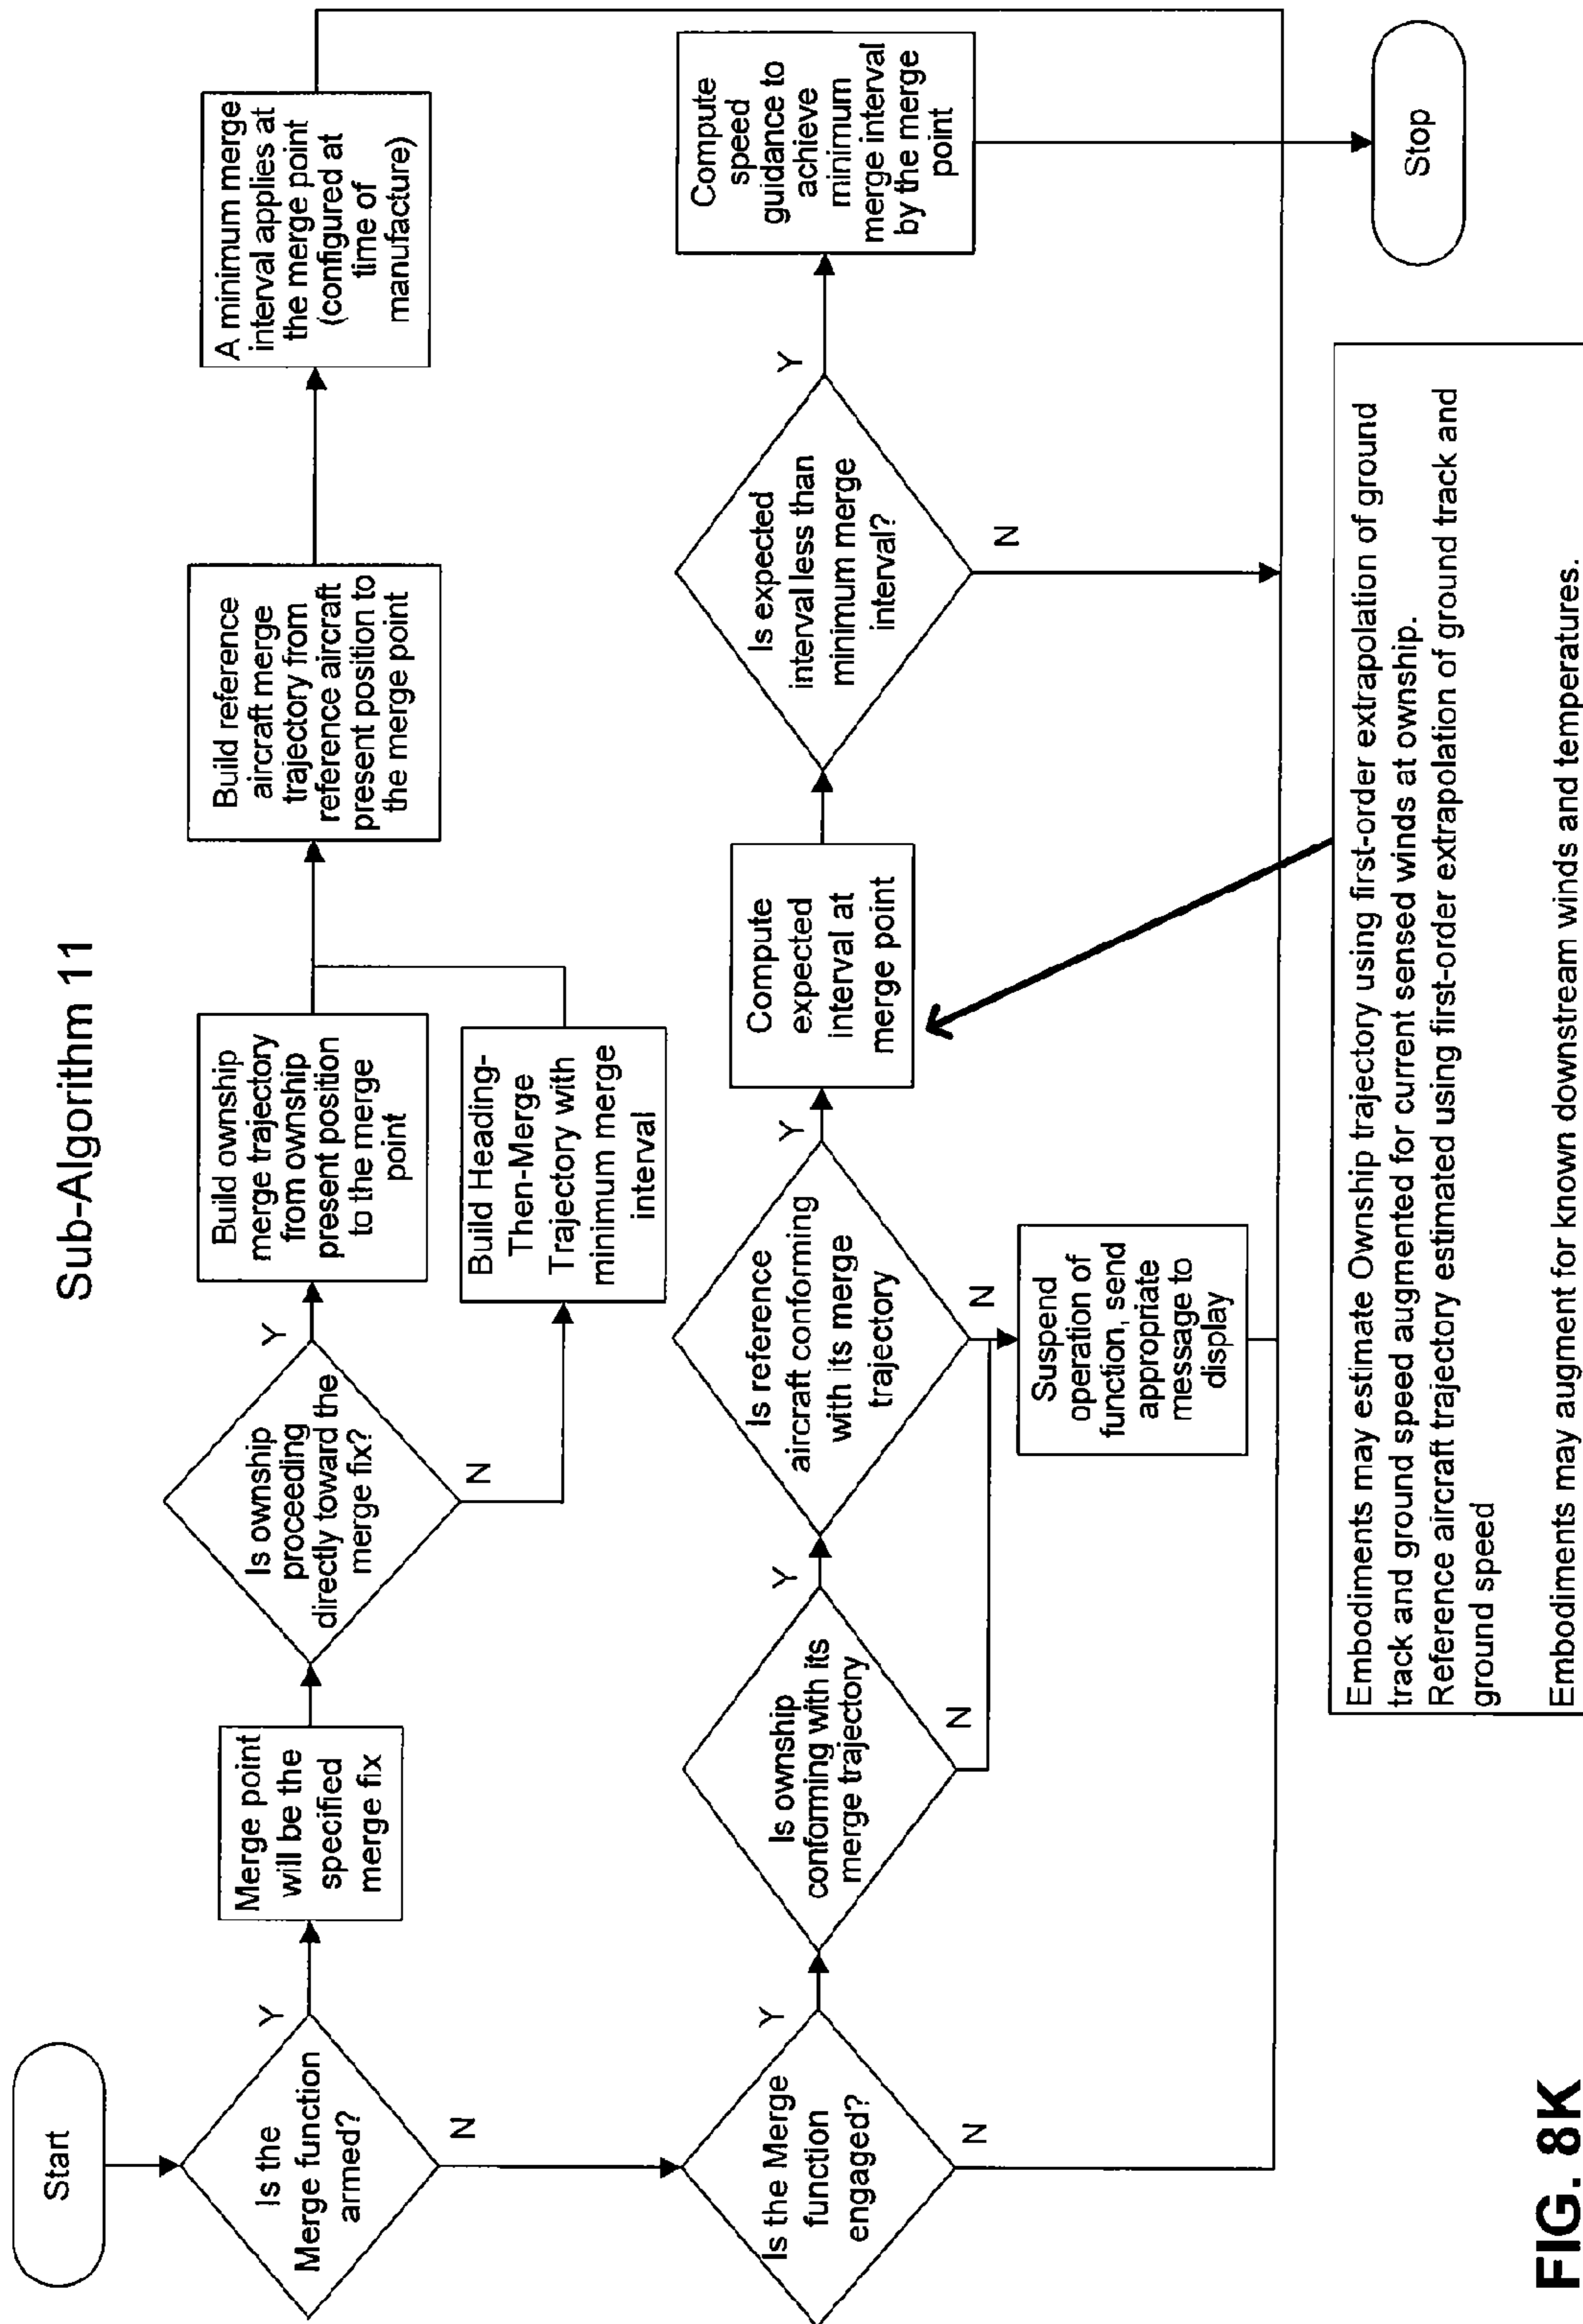 Sub-Algorithm 11
Start
Is the
Merge function
armed?
Y
N
Merge point
will be the
specified
merge fix
Is ownship
proceeding
directly toward the
merge fix?
Y
N
Build ownship
merge trajectory
from ownship
present position
to the merge
point
Build Heading-
Then-Merge
Trajectory with
minimum merge
interval
Build reference
aircraft merge
trajectory from
reference aircraft
present position to
the merge point
A minimum merge
interval applies at
the merge point
(configured at
time of
manufacture)
Is the Merge
function
engaged?
Y
N
Is ownship
conforming with its
merge trajectory
Y
N
Is reference
aircraft conforming
with its merge
trajectory
Y
N
Suspend
operation of
function, send
appropriate
message to
display
Compute
expected
interval at
merge point
Is expected
interval less than
minimum merge
interval?
Y
N
Compute
speed
guidance to
achieve
minimum
merge interval
by the merge
point
Stop
Embodiments may estimate Ownship trajectory using first-order extrapolation of ground
track and ground speed augmented for current sensed winds at ownship.
Reference aircraft trajectory estimated using first-order extrapolation of ground track and
ground speed
Embodiments may augment for known downstream winds and temperatures.
FIG. 8K